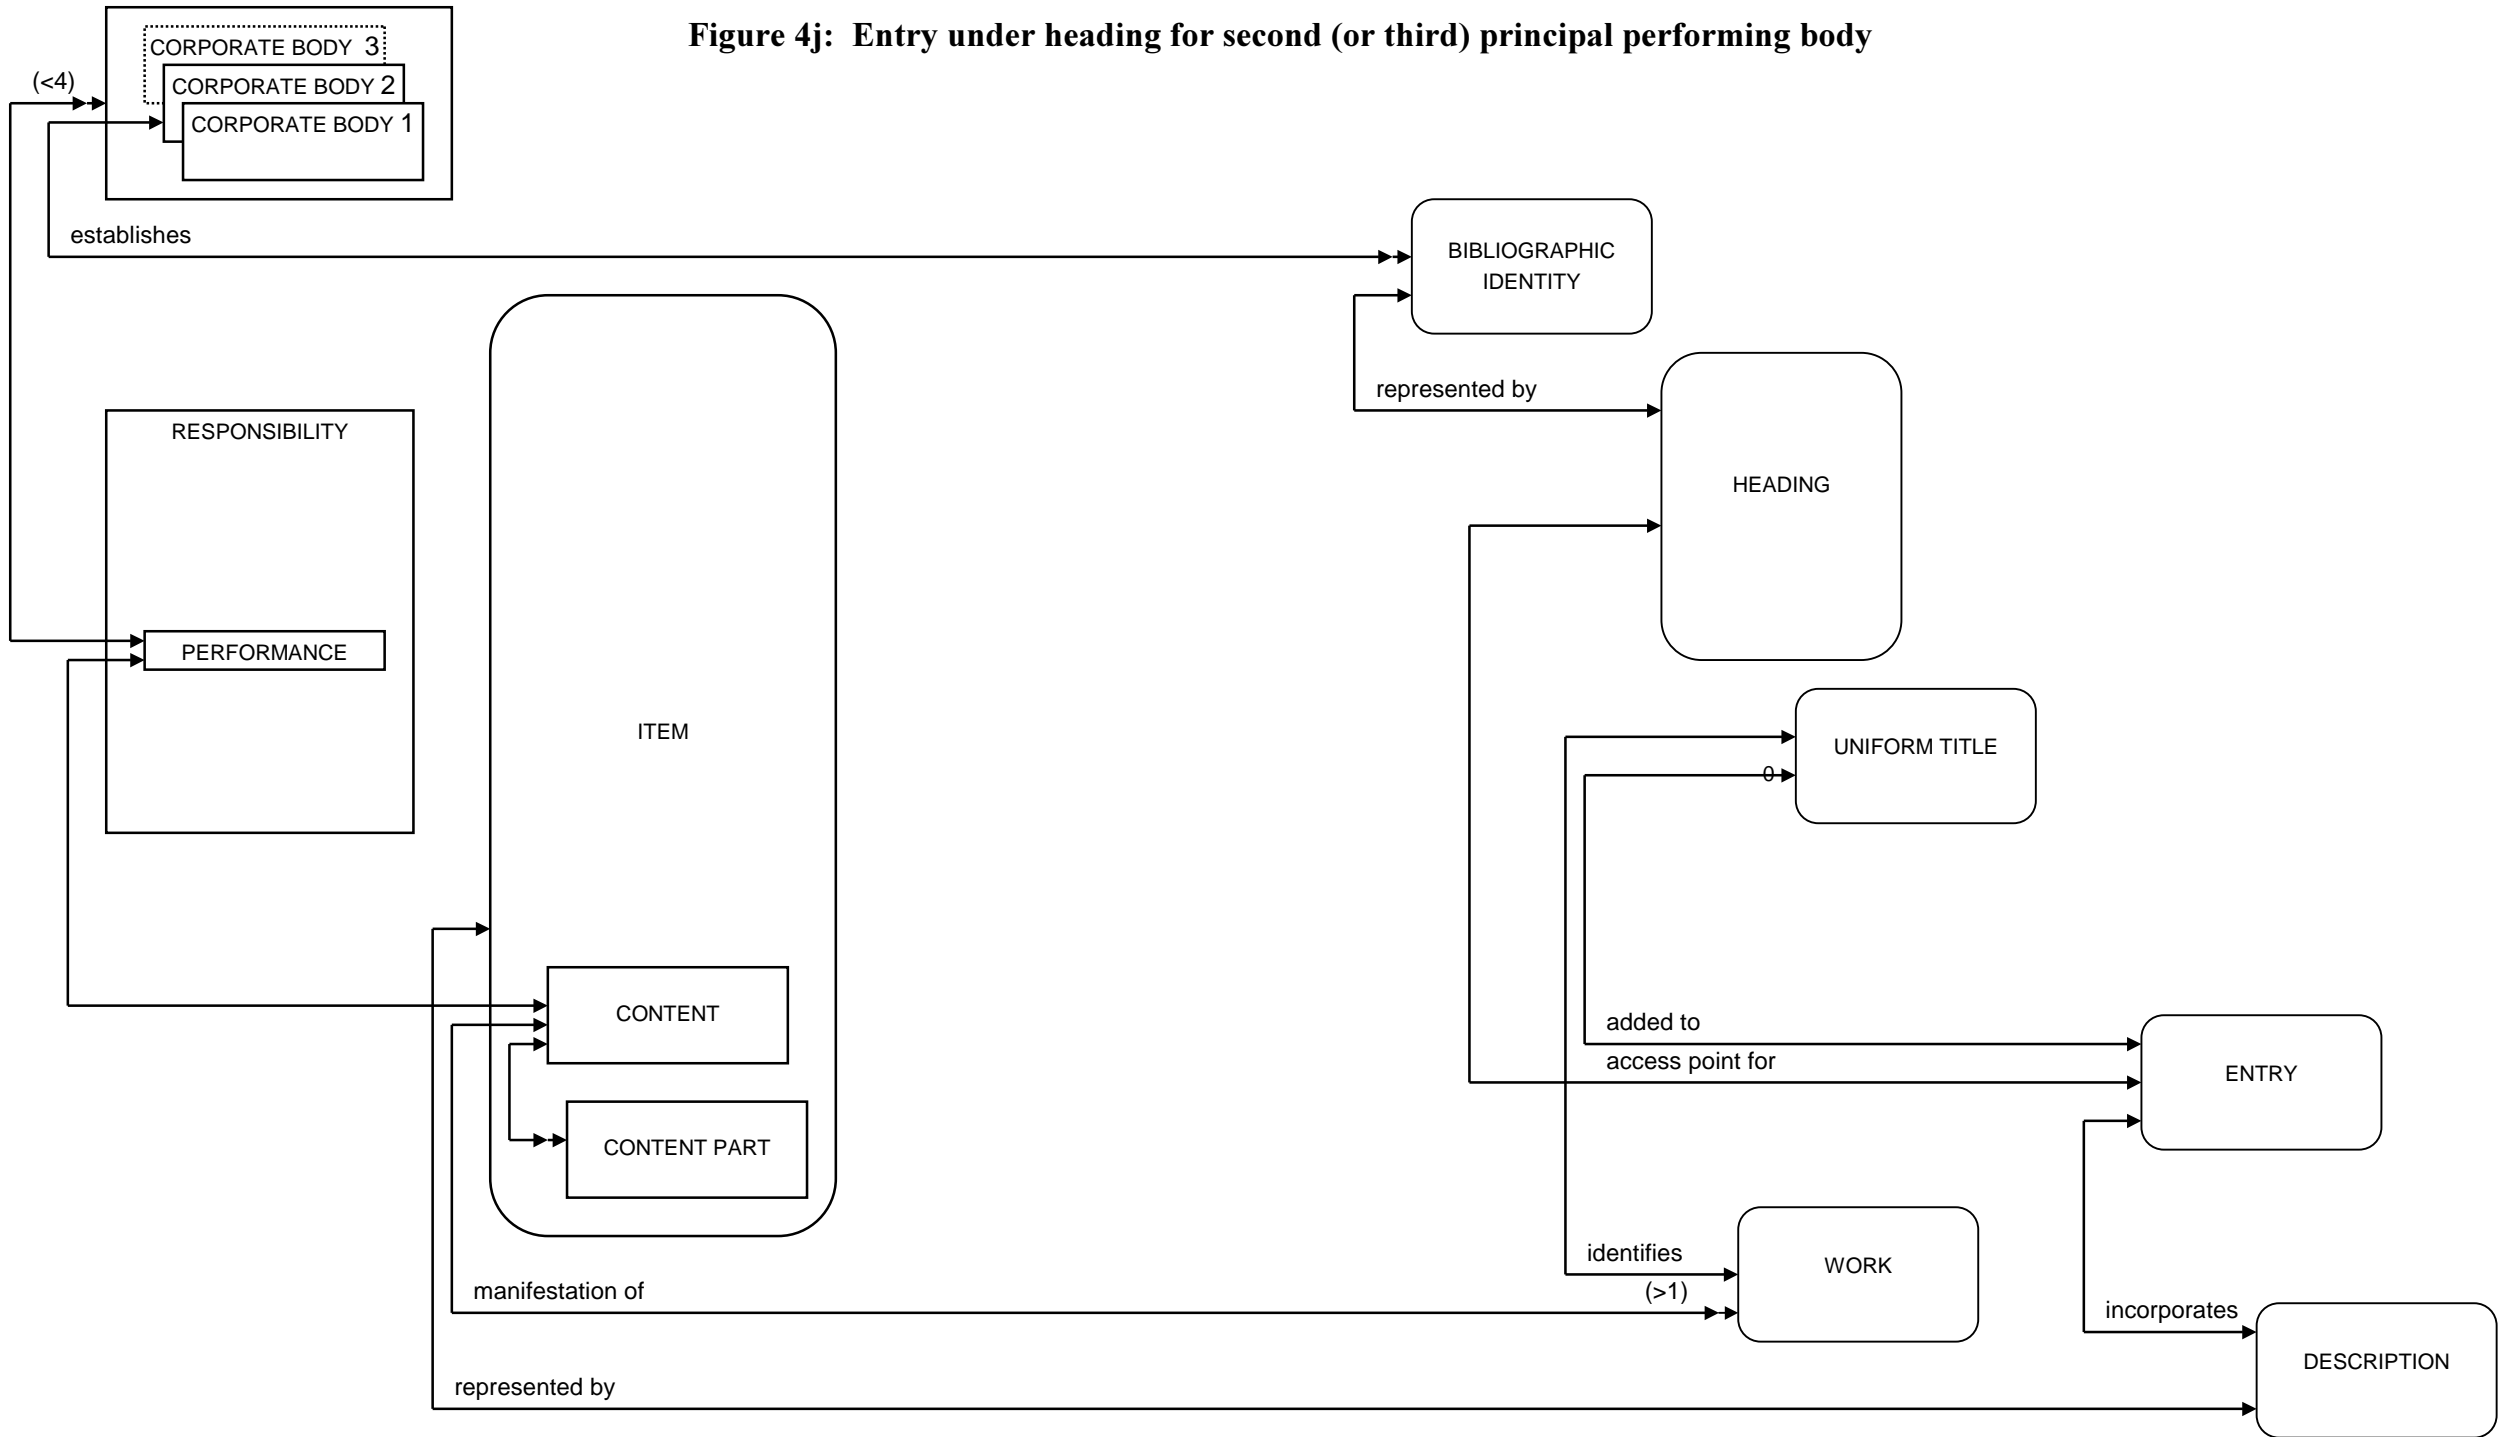 Figure 4j: Entry under heading for second (or third) principal performing body
CORPORATE BODY 3
(<4)
CORPORATE BODY 2
CORPORATE BODY 1
establishes
BIBLIOGRAPHIC
IDENTITY
represented by
RESPONSIBILITY
HEADING
PERFORMANCE
ITEM
UNIFORM TITLE
0
CONTENT
added to
access point for
ENTRY
CONTENT PART
identifies
WORK
manifestation of
(>1)
incorporates
DESCRIPTION
represented by